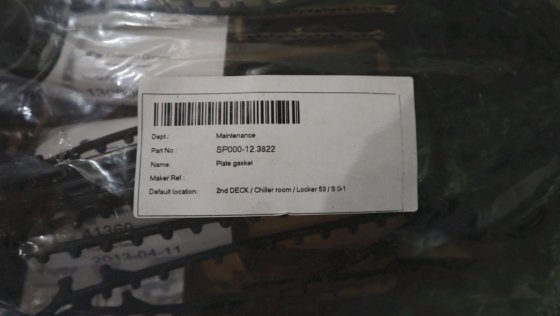 Dept.: Maintenance
Part No.: SP000-12.3822
Name: Plate gasket
Maker Ref.:
Default location: 2nd DECK / Chiller room / Locker 53 / S 0-1
41360
2013-04-11